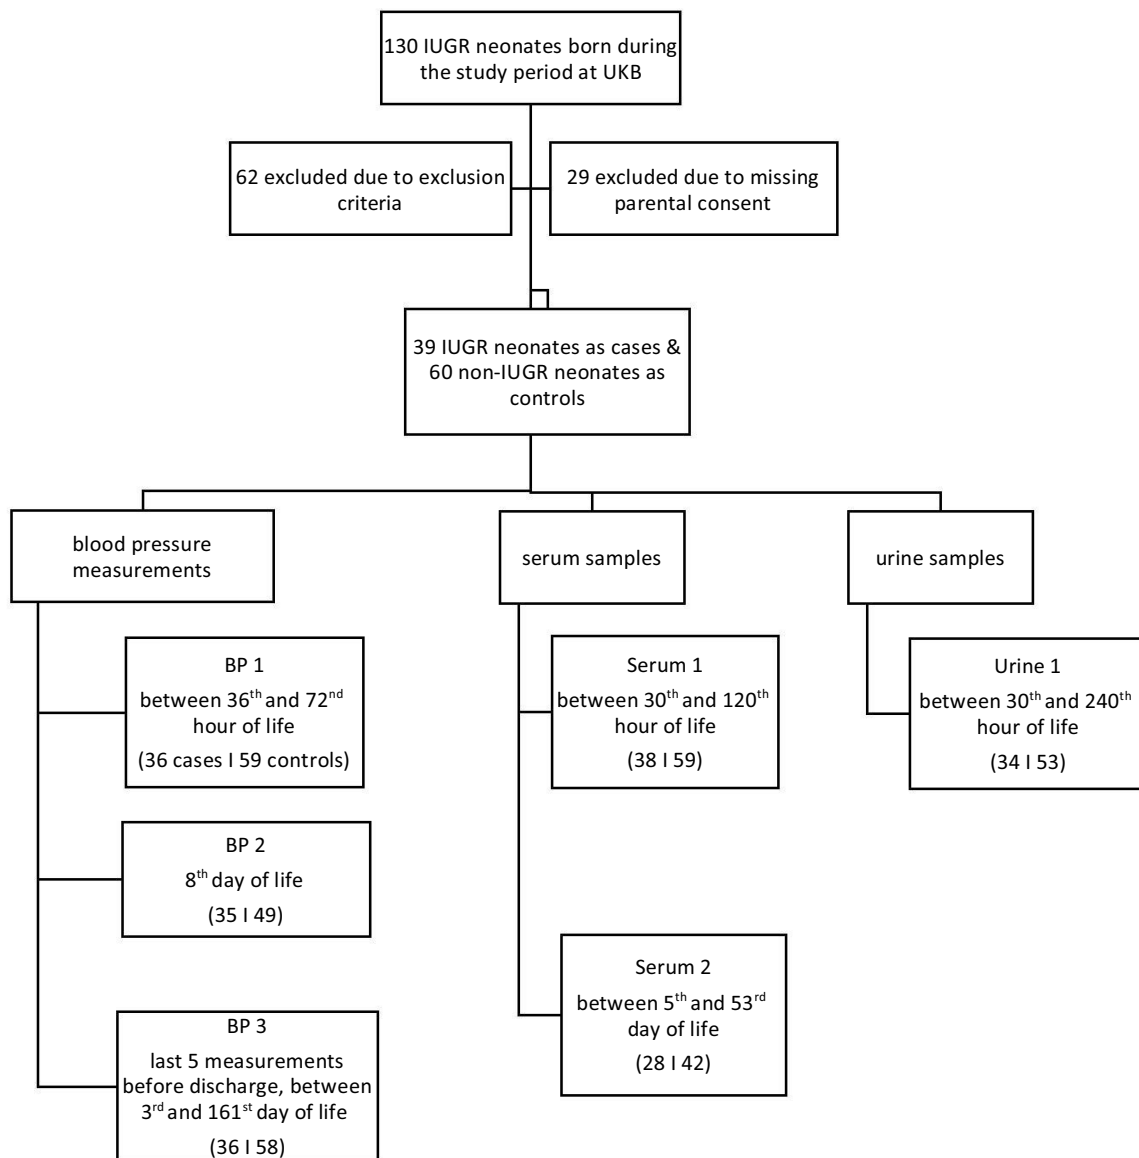 130 IUGR neonates born during
the study period at UKB
62 excluded due to exclusion
criteria
29 excluded due to missing
parental consent
39 IUGR neonates as cases &
60 non-IUGR neonates as
controls
blood pressure
measurements
serum samples
urine samples
BP 1
between 36th and 72nd
hour of life
(36 cases I 59 controls)
Serum 1
between 30th and 120th
hour of life
(38 I 59)
Urine 1
between 30th and 240th
hour of life
(34 I 53)
BP 2
8th day of life
(35 I 49)
Serum 2
between 5th and 53rd
day of life
(28 I 42)
BP 3
last 5 measurements
before discharge, between
3rd and 161st day of life
(36 I 58)